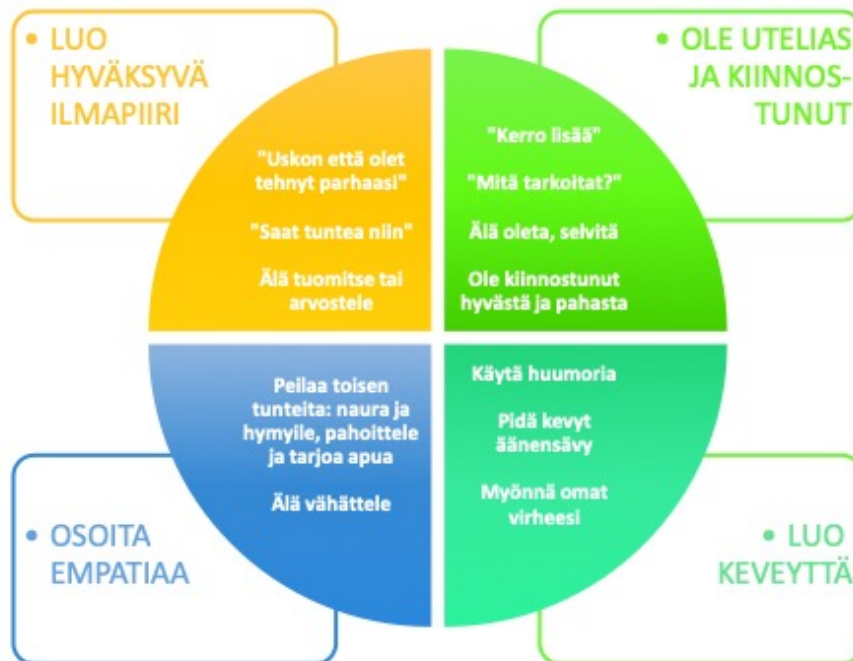 • LUO
HYVÄKSYVÄ
ILMAPIIRI
"Uskon että olet
tehnyt parhaasi"
"Saat tuntea niin"
Älä tuomitse tai
arvostele
• OLE UTELIAS
JA KIINNOS-
TUNUT
"Kerro lisää"
"Mitä tarkoitat?"
Älä oleta, selvitä
Ole kiinnostunut
hyvästä ja pahasta
Peilaa toisen
tunteita: naura ja
hymyile, pahoittele
ja tarjoa apua
Älä vähättele
• OSOITA
EMPATIAA
Käytä huumoria
Pidä kevyt
äänensävy
Myönnä omat
virheesi
• LUO
KEVEYTTÄ